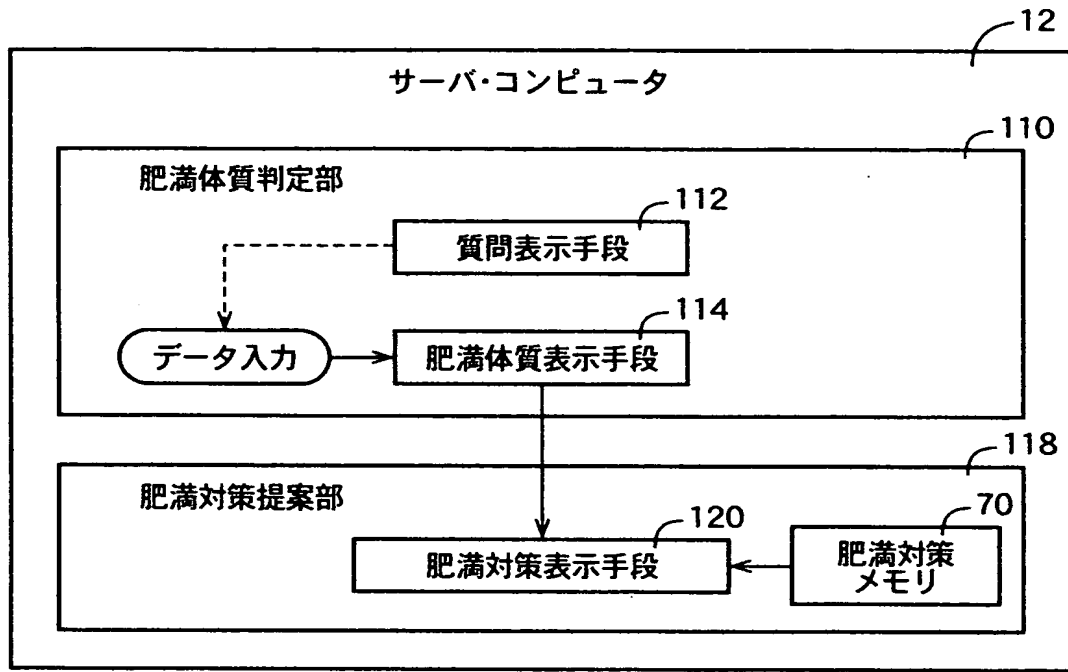 12
サーバ・コンピュータ
110
肥満体質判定部
112
質問表示手段
114
データ入力
肥満体質表示手段
118
肥満対策提案部
120
70
肥満対策表示手段
肥満対策
メモリ